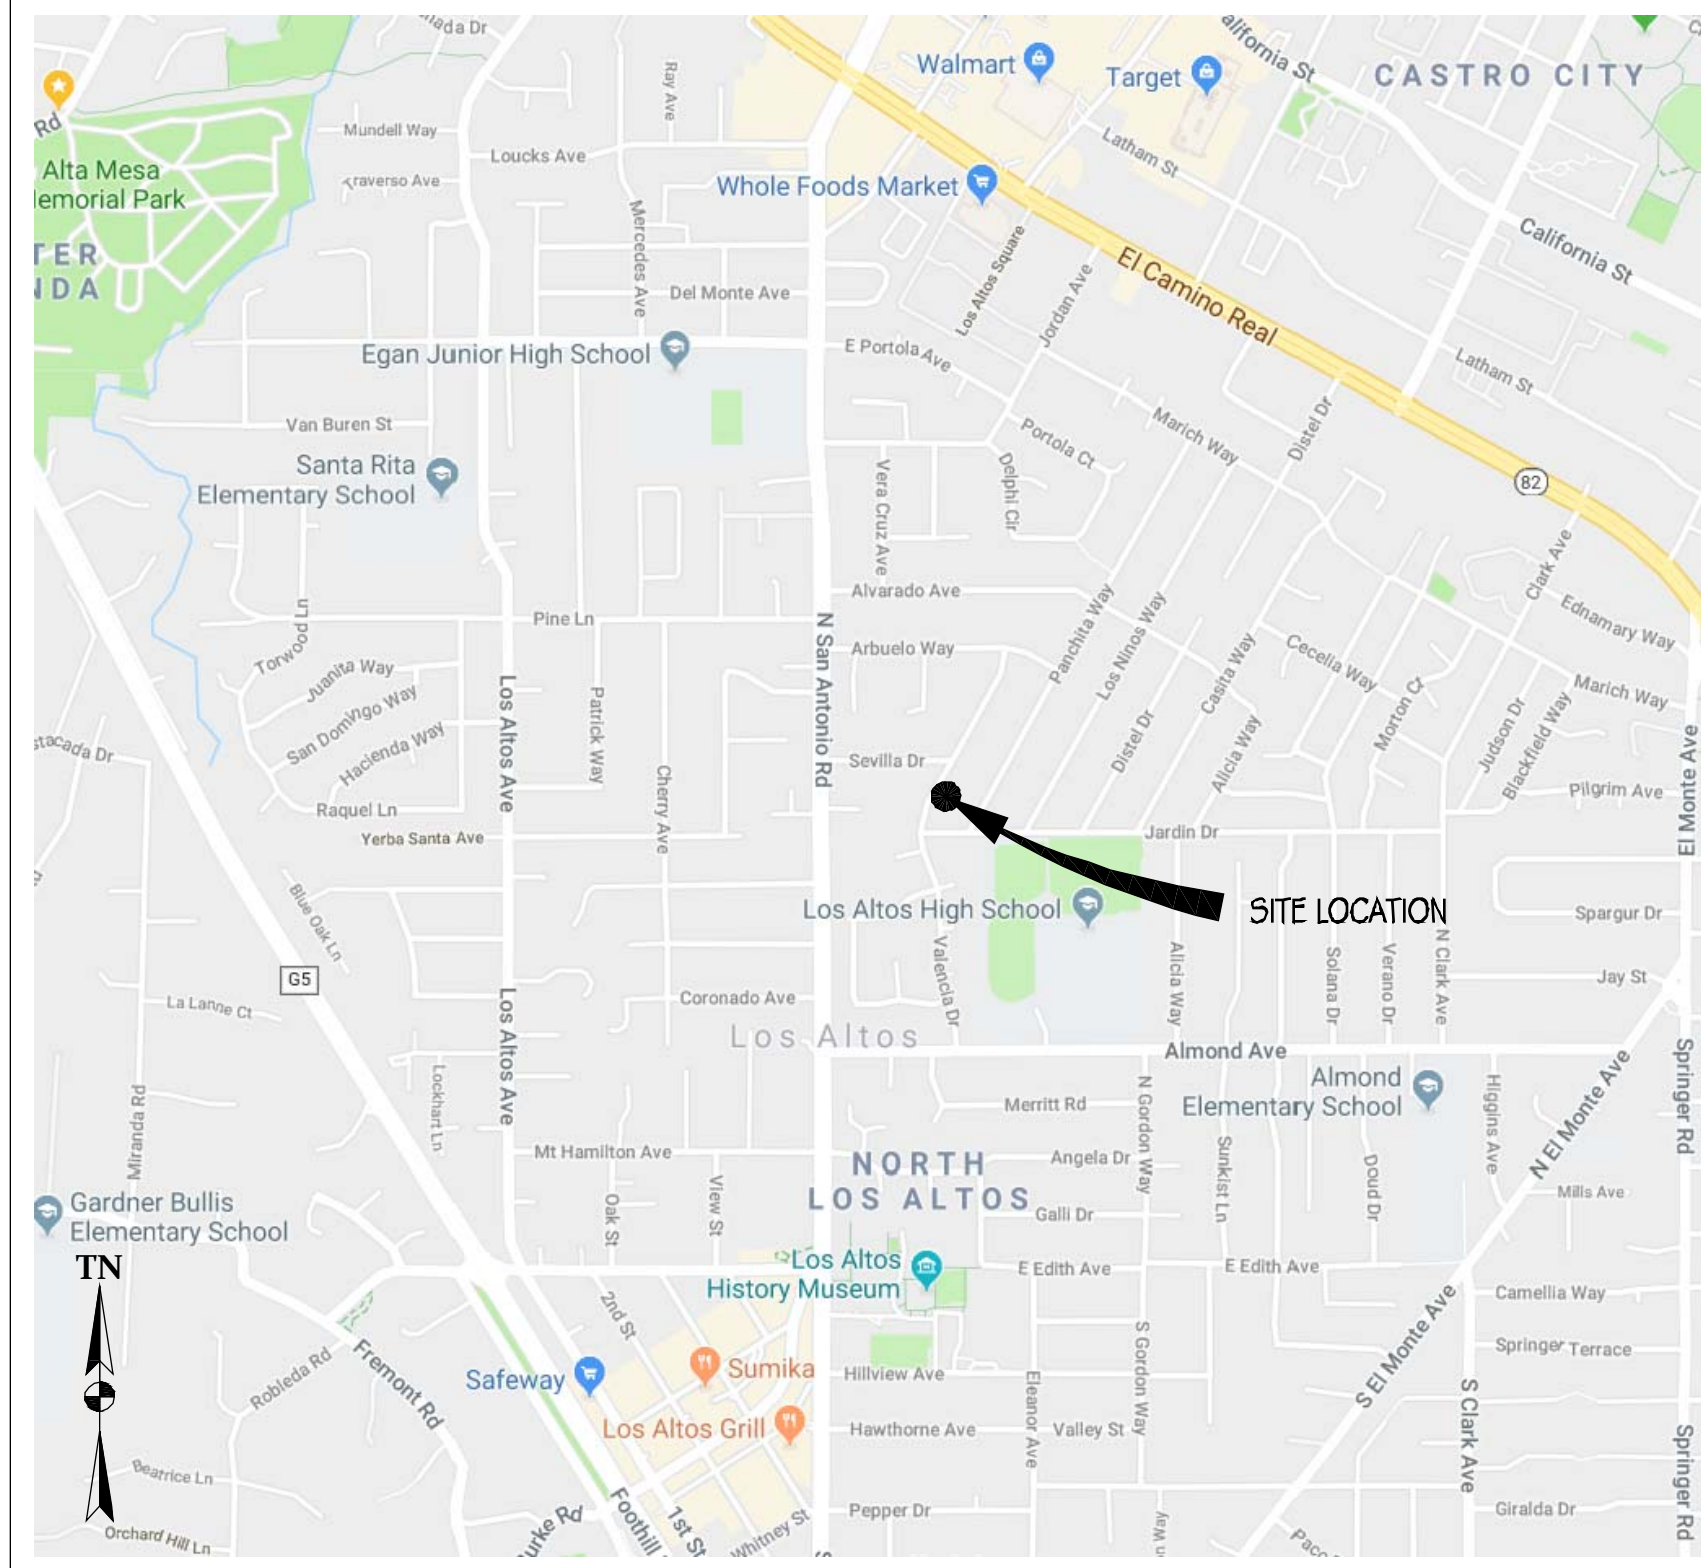 California St
CASTRO CITY
Walmart
Target
Ray Ave
Mundell Way
Loucks Ave
Latham St
Rd
Alta Mesa
Whole Foods Market
Mercedes Ave
California St
Los Altos Square
Jordan Ave
El Camino Real
Del Monte Ave
Egan Junior High School
E Portola Ave
Latham St
Van Buren St
Portola Ct
Marich Way
Distel Dr
Santa Rita
Elementary School
Vera Cruz Ave
Delphi Cir
82
Clark Ave
Alvarado Ave
Pine Ln
Torwood Ln
Panchita Way
Los Ninos Way
Ednamary Way
N San Antonio Rd
Arbuelo Way
Casita Way
Cecelia Way
Juanita Way
San Domingo Way
Hacienda Way
Los Altos Ave
Patrick Way
Morton Ct
Marich Way
Judson Dr
Blackfield Way
Distel Dr
Alicia Way
Sevilla Dr
Cherry Ave
Pilgrim Ave
El Monte Ave
Raquel Ln
Yerba Santa Ave
Jardin Dr
Blue Oak Ln
Los Altos High School
SITE LOCATION
Spargur Dr
Valencia Dr
Alicia Way
Solana Dr
Verano Dr
N Clark Ave
G5
Jay St
La Lanne Ct
Los Altos Ave
Coronado Ave
Los Altos
Almond Ave
Almond
Elementary School
Lockhart Ln
Miranda Rd
Merritt Rd
N Gordon Way
Higgins Ave
N El Monte Ave
Springer Rd
Mt Hamilton Ave
NORTH
LOS ALTOS
Angela Dr
Sunkist Ln
Doud Dr
Mills Ave
Oak St
View St
Galli Dr
Gardner Bullis
Elementary School
TN
Los Altos
History Museum
E Edith Ave
E Edith Ave
Camellia Way
2nd St
S Gordon Way
S El Monte Ave
Springer Terrace
Robleda Rd
Fremont Rd
Safeway
Sumika
Hillview Ave
Eleanor Ave
S Clark Ave
Los Altos Grill
Hawthorne Ave
Valley St
Springer Rd
Bearrice Ln
Foothill
1st St
Whitney St
Pepper Dr
Giralda Dr
Orchard Hill Ln